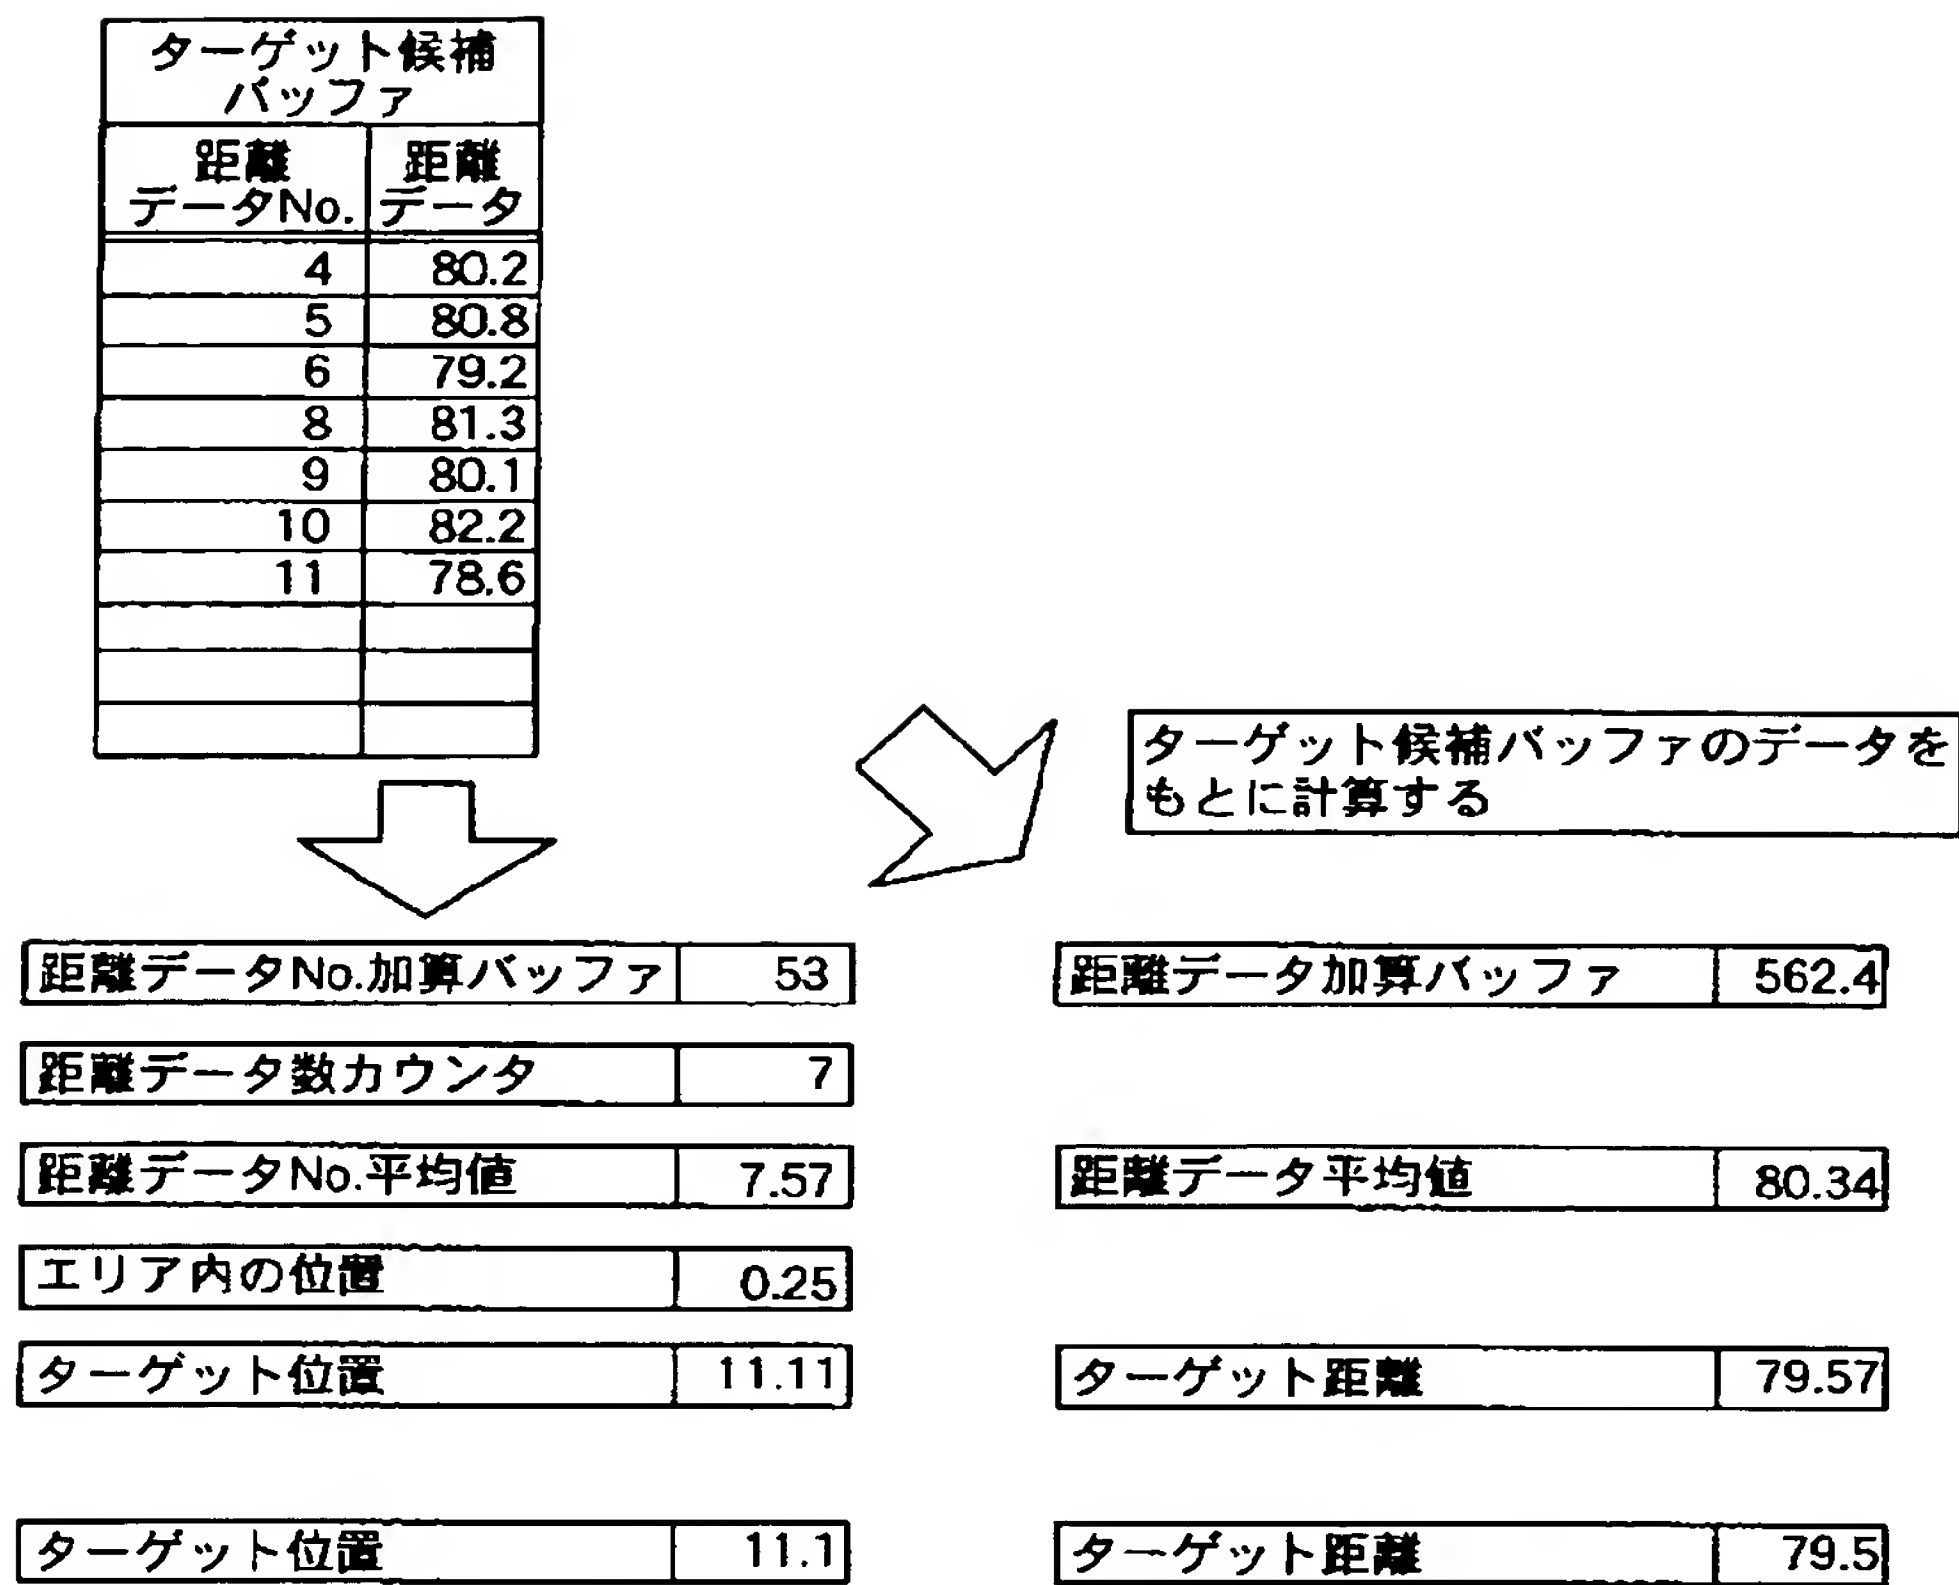 ターゲット候補
バッファ
距離
データNo.
距離
データ
4 80.2
5 80.8
6 79.2
8 81.3
9 80.1
10 82.2
11 78.6
ターゲット候補バッファのデータを
もとに計算する
距離データNo.加算バッファ 53
距離データ加算バッファ 562.4
距離データ数カウンタ 7
距離データNo.平均値 7.57
距離データ平均値 80.34
エリア内の位置 0.25
ターゲット位置 11.11
ターゲット距離 79.57
ターゲット位置 11.1
ターゲット距離 79.5